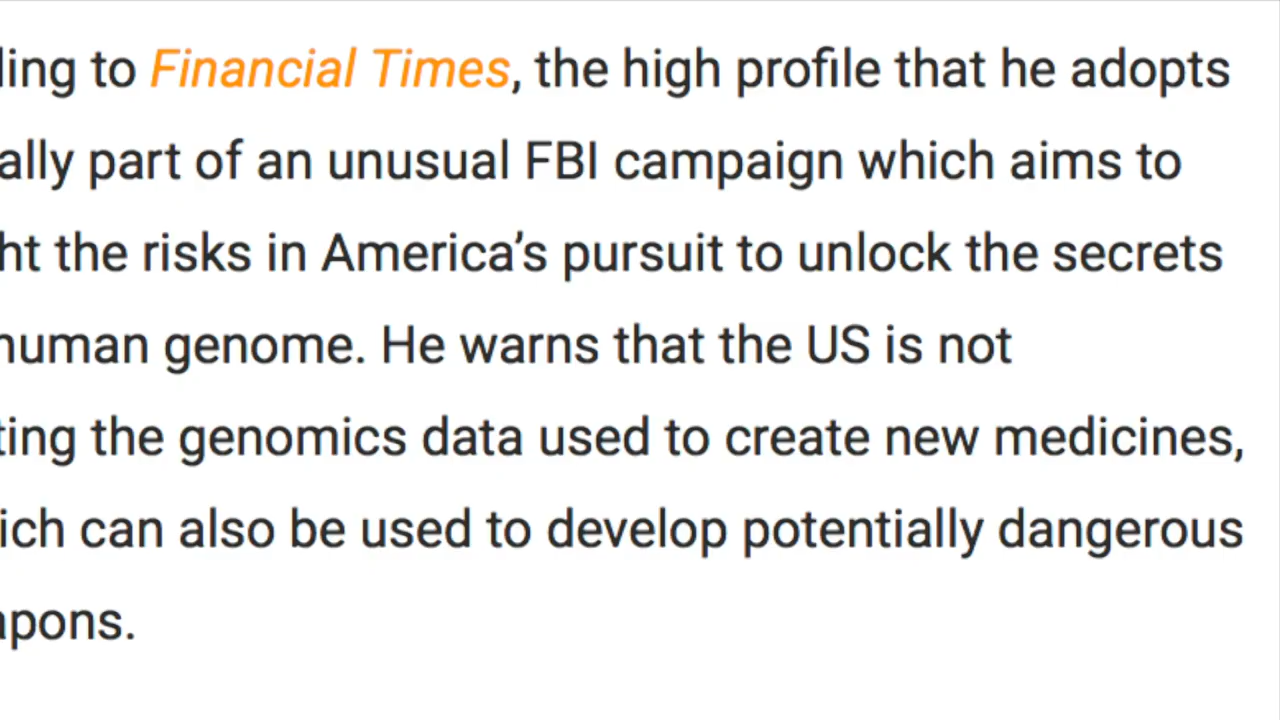 ling to Financial Times, the high profile that he adopts
ally part of an unusual FBI campaign which aims to
ht the risks in America’s pursuit to unlock the secrets
human genome. He warns that the US is not
ting the genomics data used to create new medicines,
ich can also be used to develop potentially dangerous
apons.